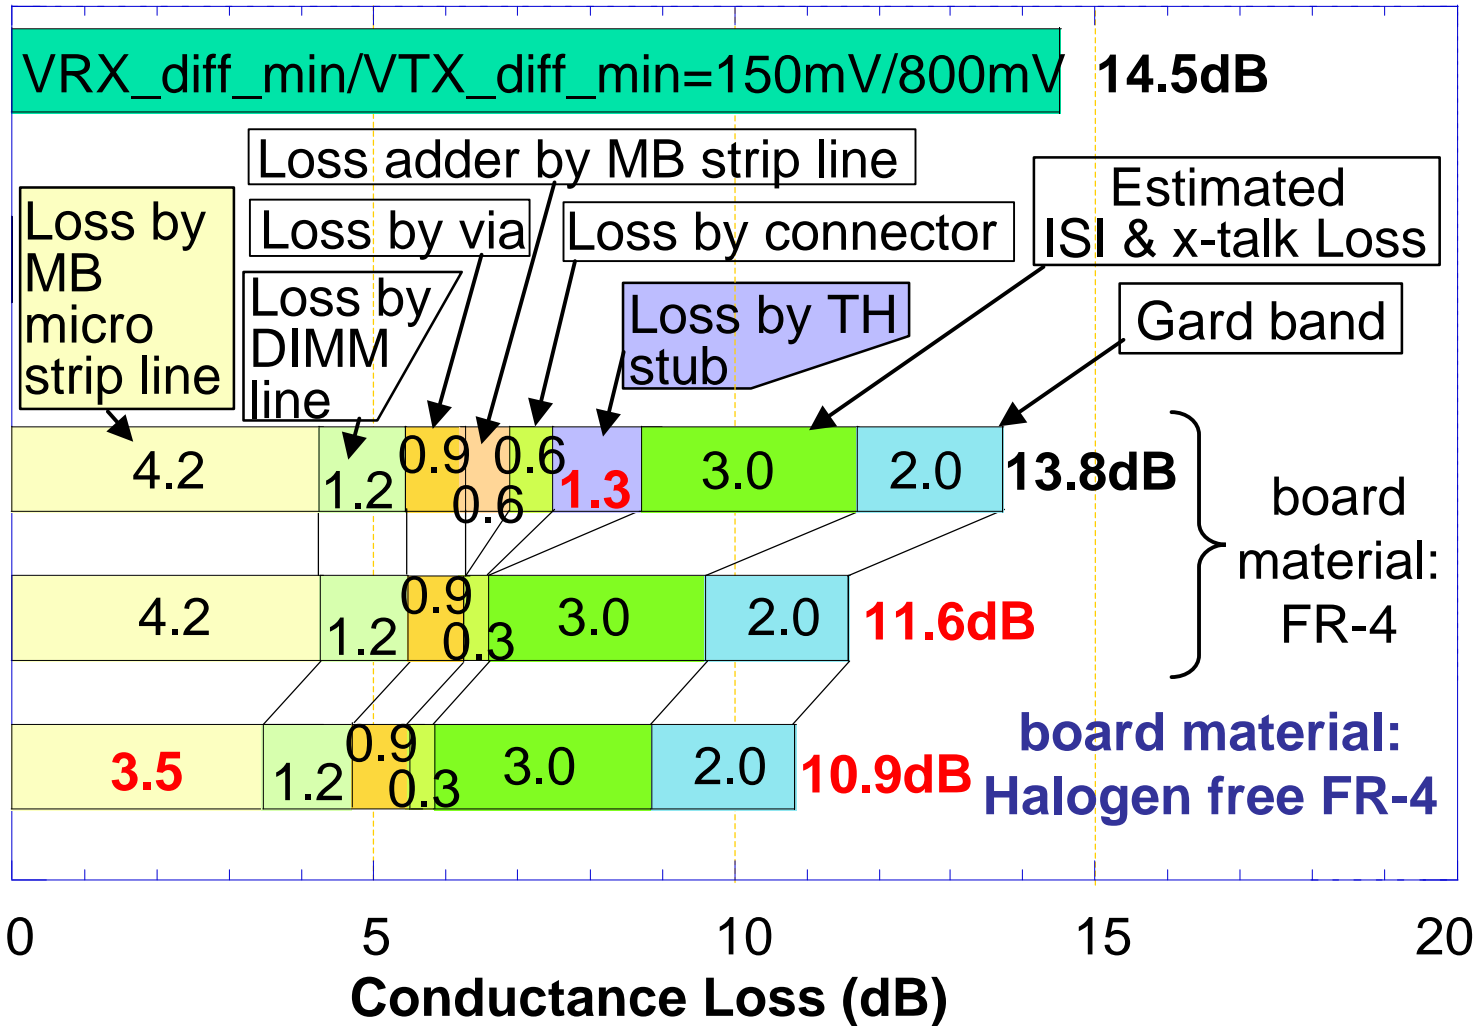 VRX_diff_min/VTX_diff_min=150mV/800mV
14.5dB
Loss adder by MB strip line
Estimated
ISI & x-talk Loss
Loss by
MB
micro
strip line
Loss by via
Loss by connector
Loss by
DIMM
line
Loss by TH
stub
Gard band
4.2
1.2
0.9
0.6
0.6
1.3
3.0
2.0
13.8dB
board
material:
FR-4
4.2
1.2
0.9
0.3
3.0
2.0
11.6dB
3.5
1.2
0.9
0.3
3.0
2.0
10.9dB
board material:
Halogen free FR-4
0
5
10
15
20
Conductance Loss (dB)